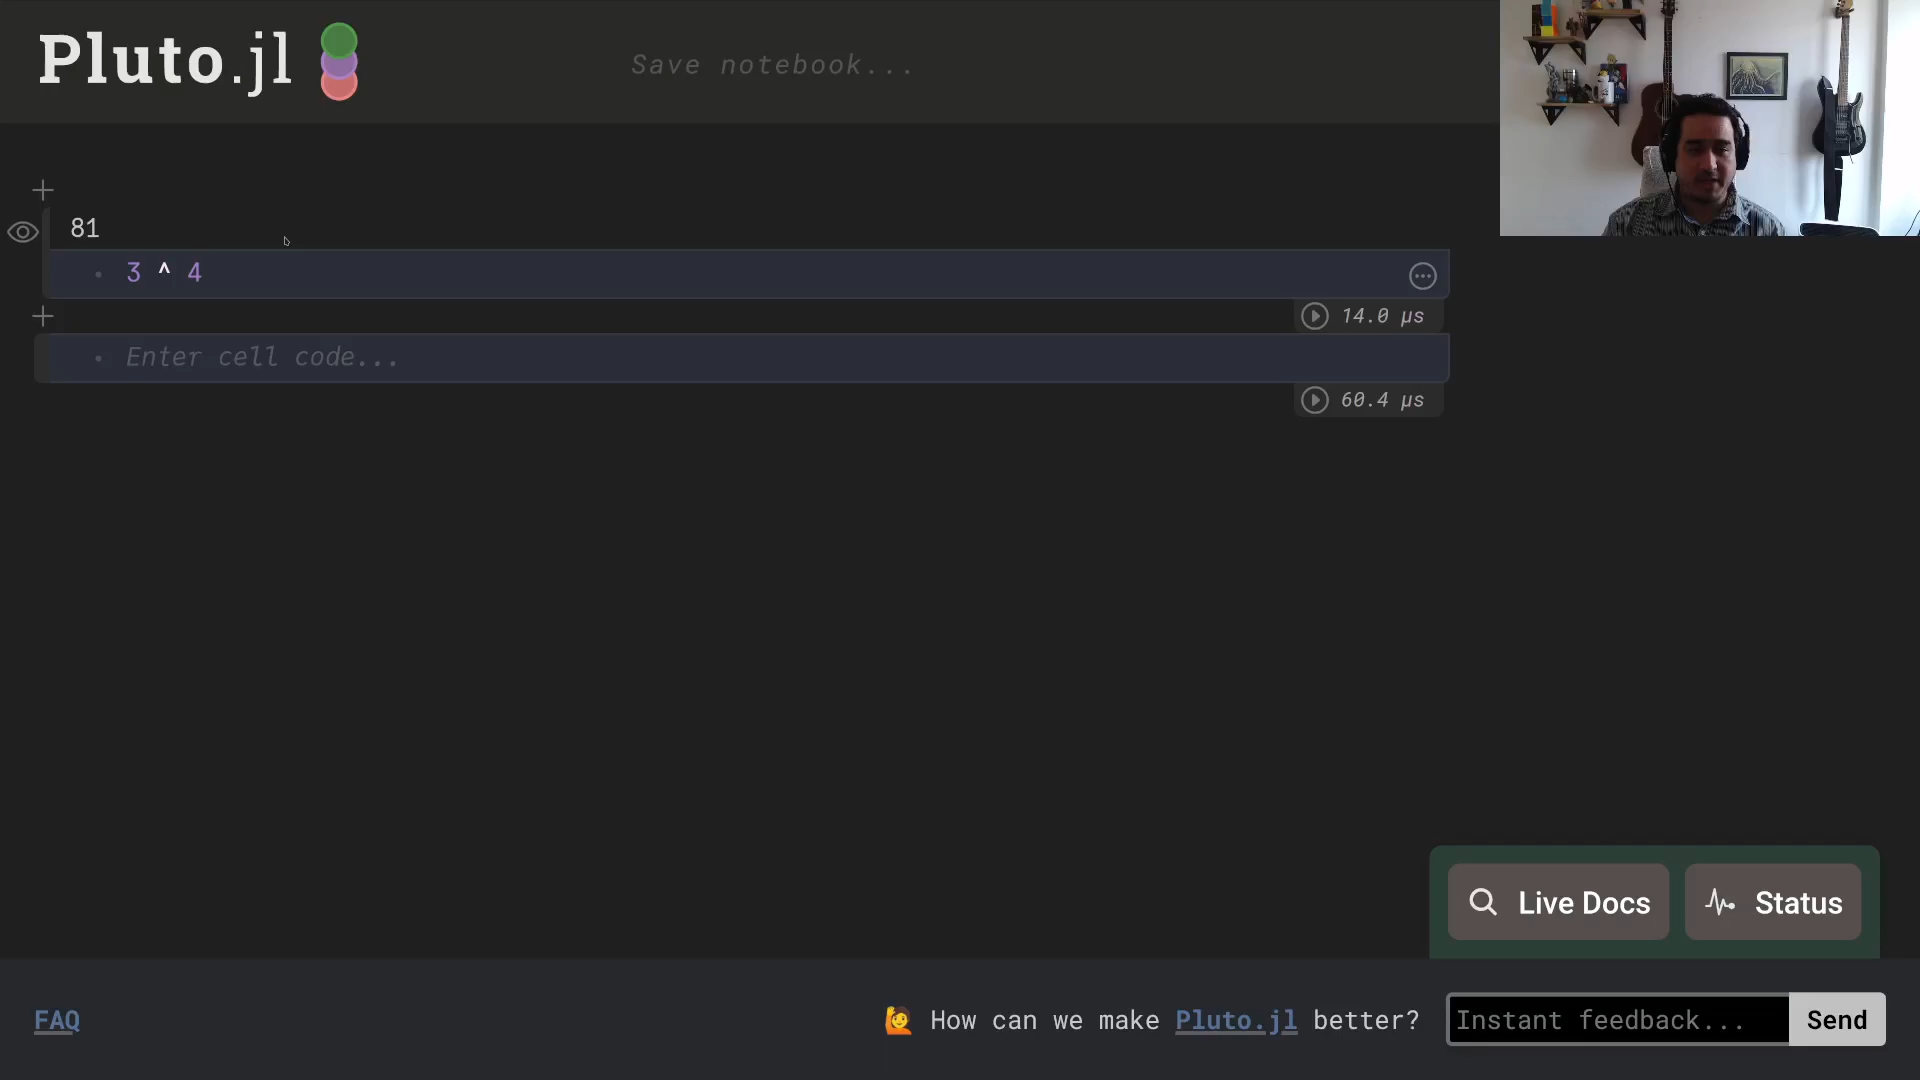 Pluto.jl
Save notebook...
81
3 ^ 4
14.0 μs
Enter cell code...
60.4 μs
Live Docs
Status
FAQ
🙋 How can we make Pluto.jl better?
Instant feedback...
Send